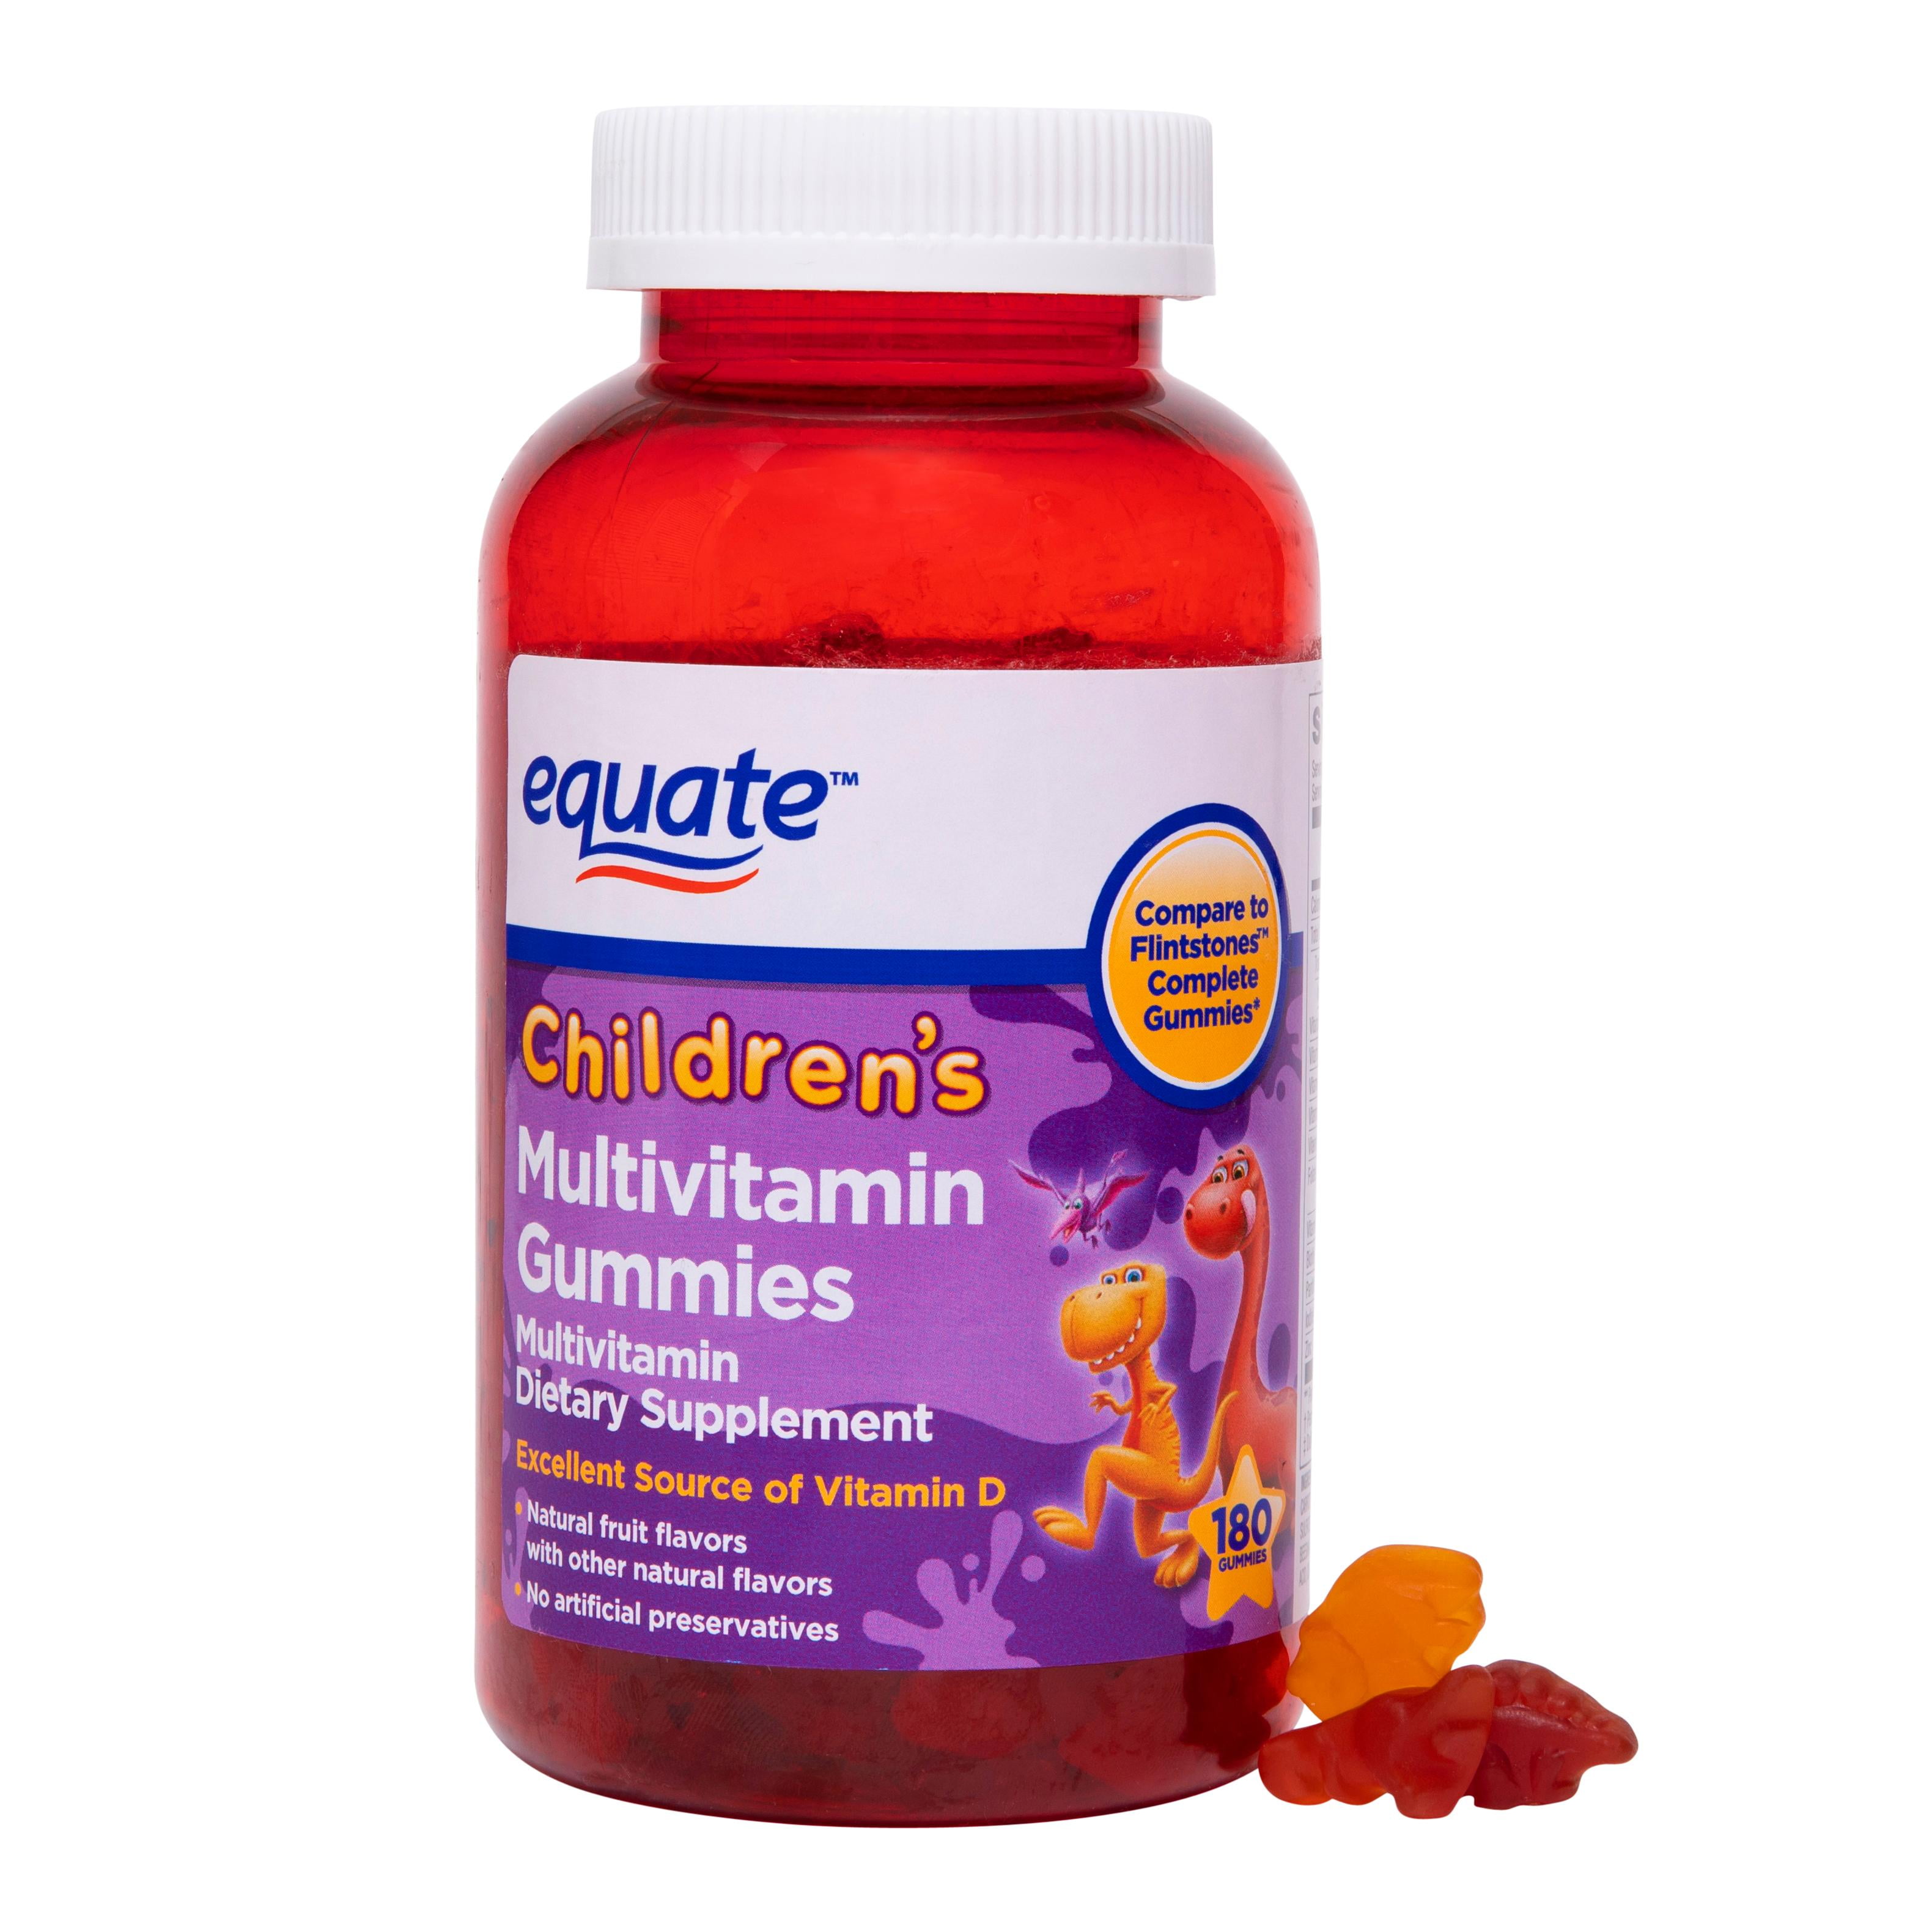 equate™
Compare to
Flintstones™
Complete
Gummies*
Children's
Multivitamin
Gummies
Multivitamin
Dietary Supplement
Excellent Source of Vitamin D
• Natural fruit flavors
with other natural flavors
• No artificial preservatives
180
GUMMIES